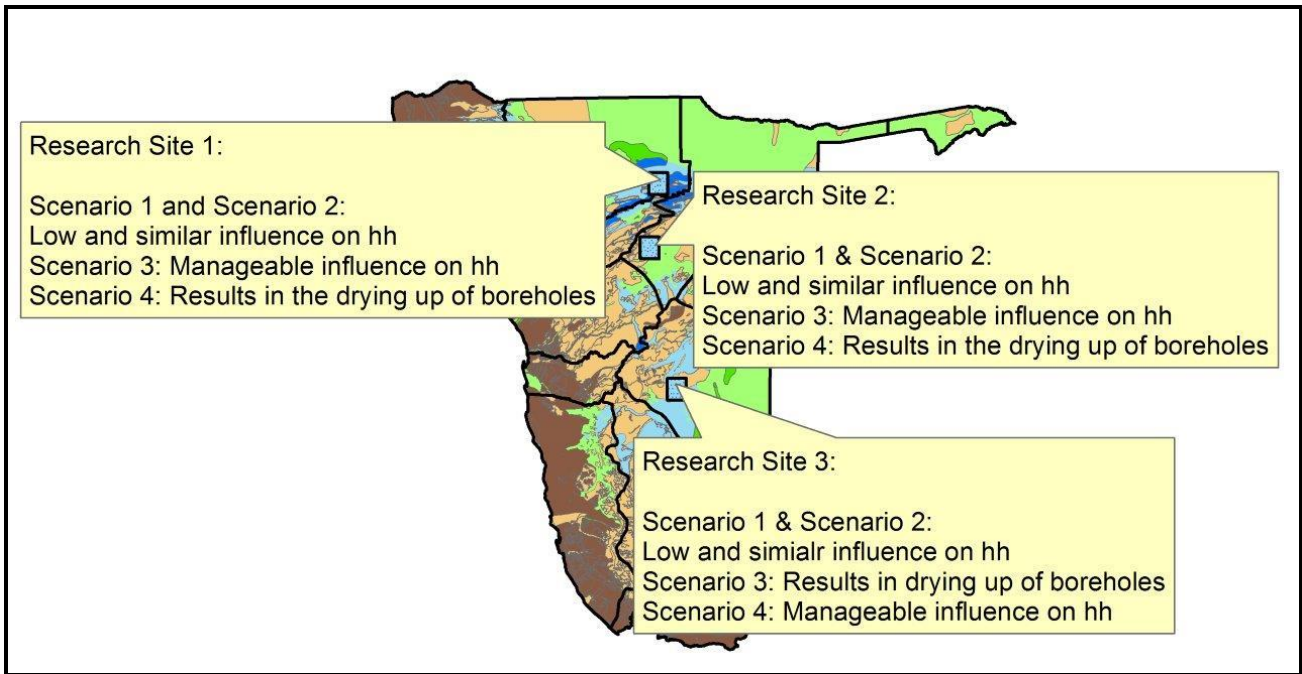 Research Site 1:
Scenario 1 and Scenario 2:
Low and similar influence on hh
Scenario 3: Manageable influence on hh
Scenario 4: Results in the drying up of boreholes
Research Site 2:
Scenario 1 & Scenario 2:
Low and similar influence on hh
Scenario 3: Manageable influence on hh
Scenario 4: Results in the drying up of boreholes
Research Site 3:
Scenario 1 & Scenario 2:
Low and simialr influence on hh
Scenario 3: Results in drying up of boreholes
Scenario 4: Manageable influence on hh